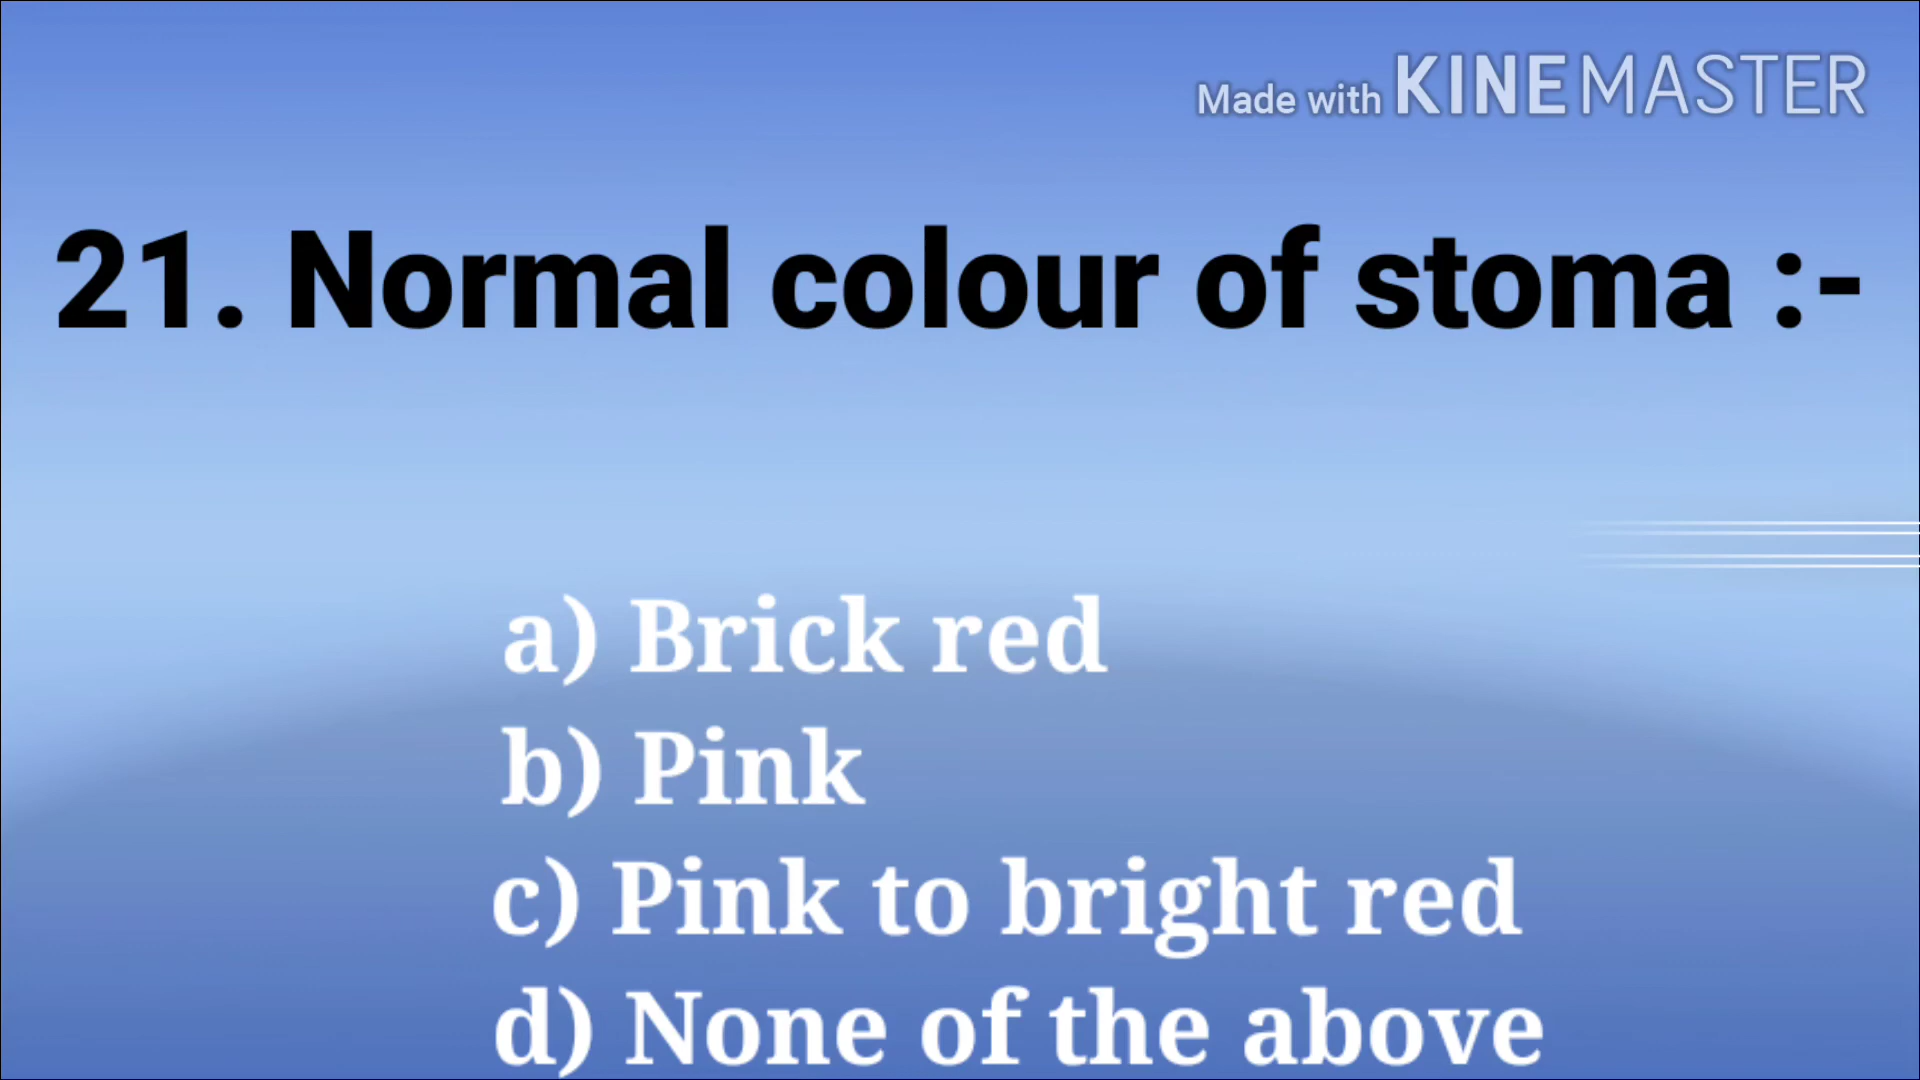 Made with KINEMASTER
21. Normal colour of stoma :-
a) Brick red
b) Pink
c) Pink to bright red
d) None of the above